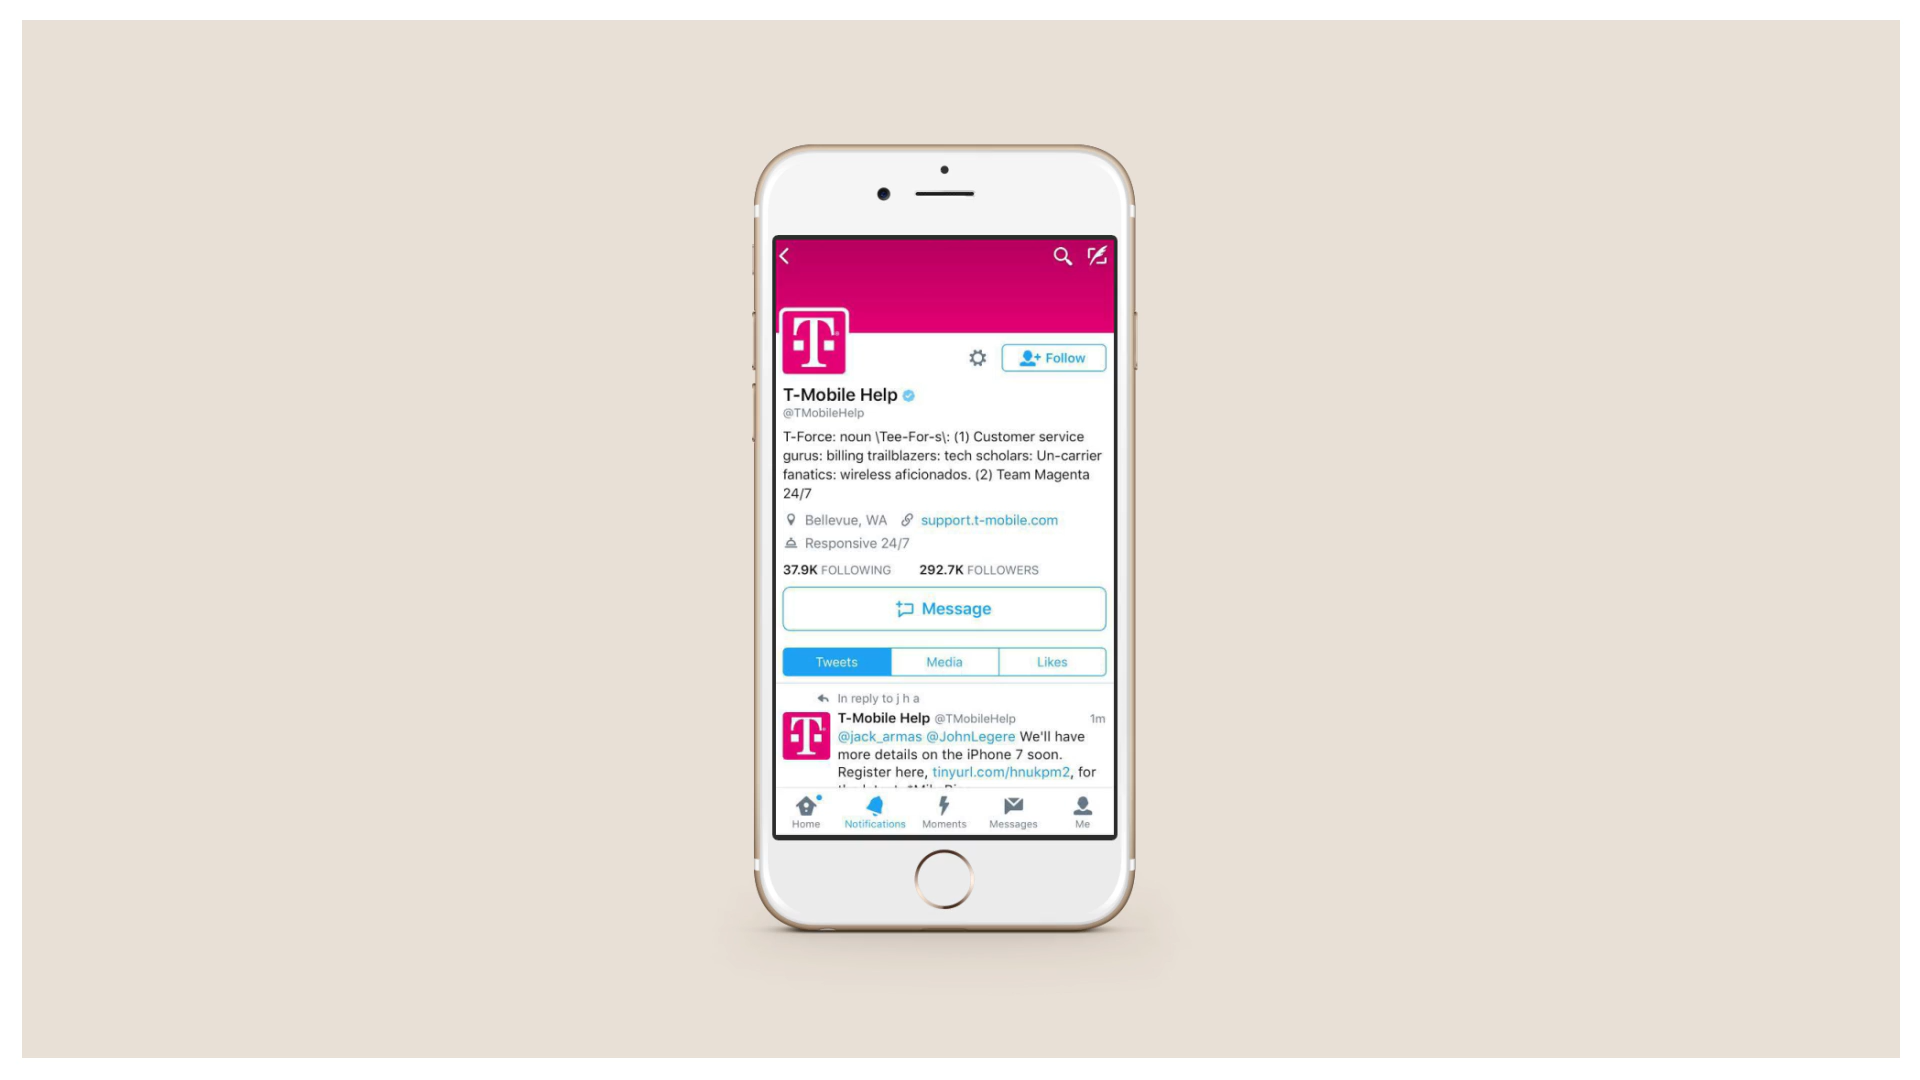 T
Follow
T-Mobile Help
@TMobileHelp
T-Force: noun \Tee-For-s\: (1) Customer service
gurus: billing trailblazers: tech scholars: Un-carrier
fanatics: wireless aficionados. (2) Team Magenta
24/7
Bellevue, WA support.t-mobile.com
Responsive 24/7
37.9K FOLLOWING 292.7K FOLLOWERS
Message
Tweets Media Likes
In reply to j h a
T
T-Mobile Help @TMobileHelp 1m
@jack_armas @JohnLegere We'll have
more details on the iPhone 7 soon.
Register here, tinyurl.com/hnukpm2, for
Home Notifications Moments Messages Me